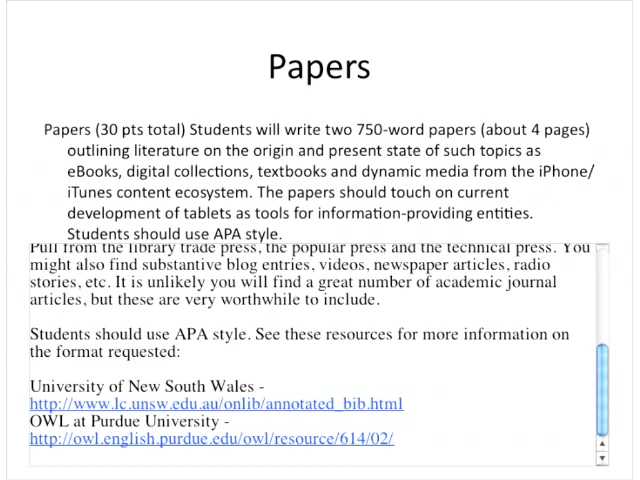 Papers
Papers (30 pts total) Students will write two 750-word papers (about 4 pages)
outlining literature on the origin and present state of such topics as
eBooks, digital collections, textbooks and dynamic media from the iPhone/
iTunes content ecosystem. The papers should touch on current
development of tablets as tools for information-providing entities.
Students should use APA style.
Pull from the library trade press, the popular press and the technical press. You
might also find substantive blog entries, videos, newspaper articles, radio
stories, etc. It is unlikely you will find a great number of academic journal
articles, but these are very worthwhile to include.
Students should use APA style. See these resources for more information on
the format requested:
University of New South Wales -
http://www.lc.unsw.edu.au/onlib/annotated_bib.html
OWL at Purdue University -
http://owl.english.purdue.edu/owl/resource/614/02/